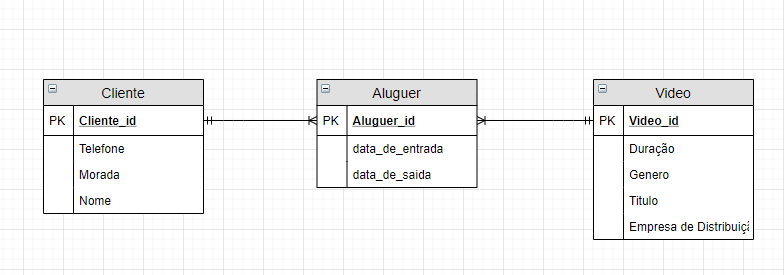 Cliente
PK Cliente_id
Telefone
Morada
Nome
Aluguer
PK Aluguer_id
data_de_entrada
data_de_saida
Video
PK Video_id
Duração
Genero
Titulo
Empresa de Distribuiç